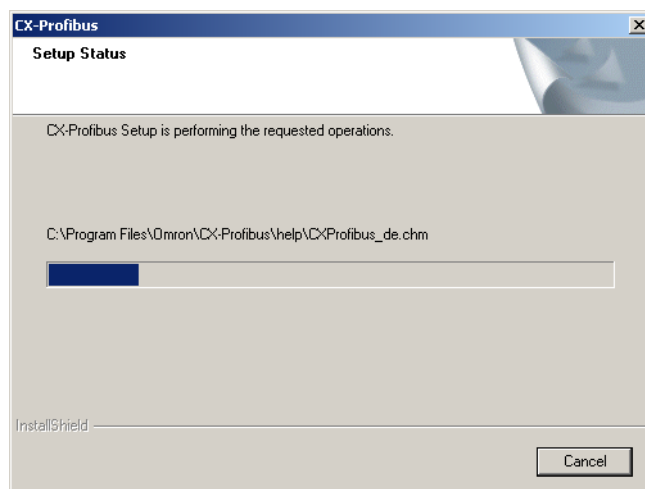 CX-Profibus
Setup Status
CX-Profibus Setup is performing the requested operations.
C:\Program Files\Omron\CX-Profibus\help\CXProfibus_de.chm
InstallShield
Cancel